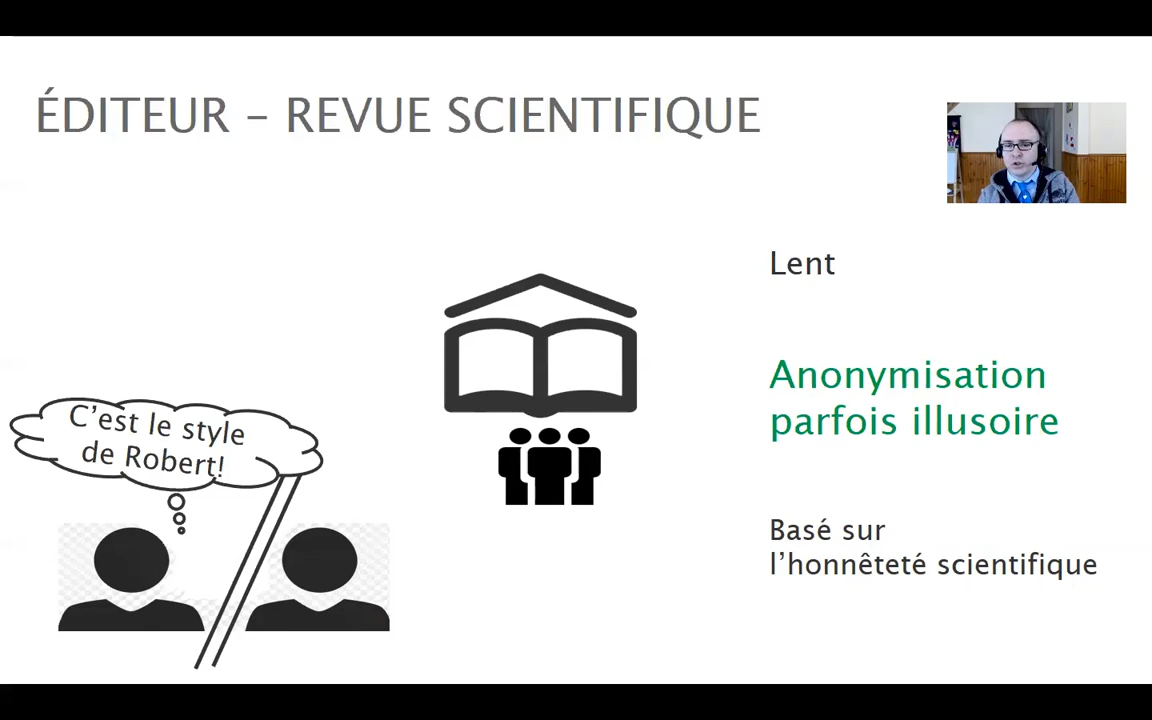 ÉDITEUR – REVUE SCIENTIFIQUE
Lent
Anonymisation
parfois illusoire
C’est le style
de Robert!
Basé sur
l’honnêteté scientifique